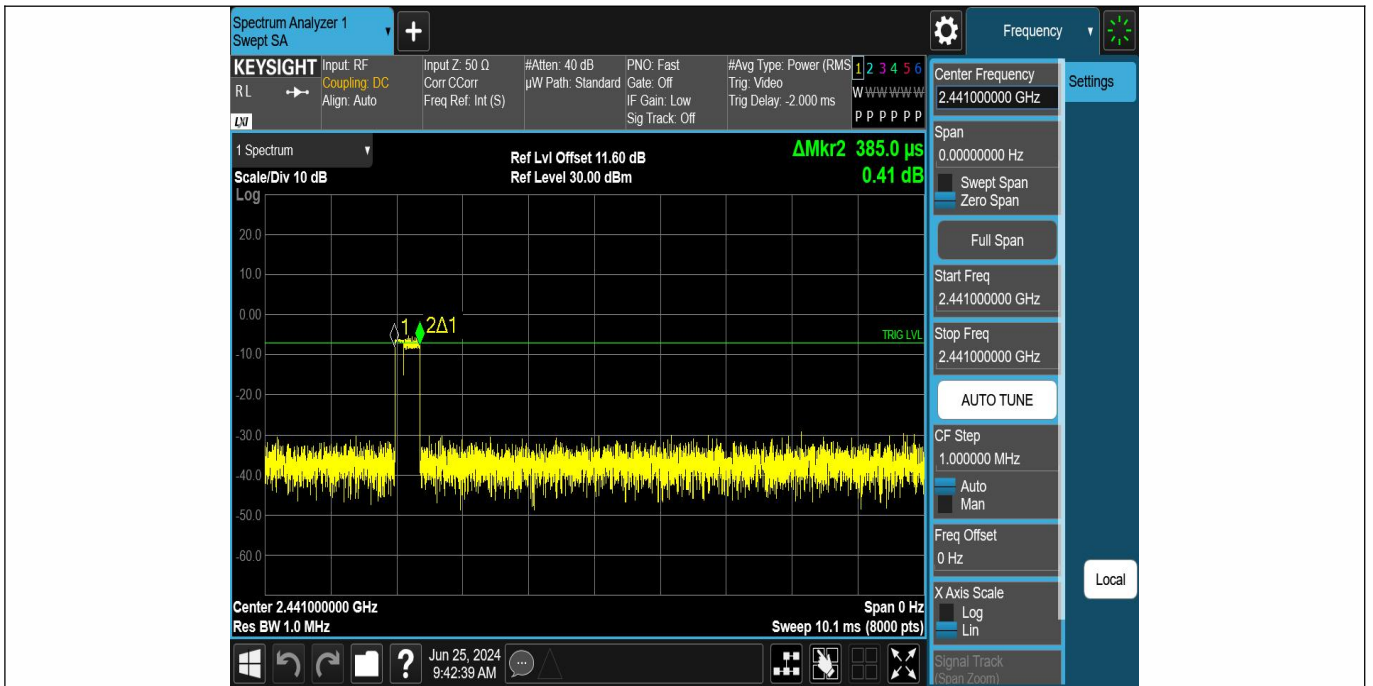 Spectrum Analyzer 1
Swept SA
+
Frequency
KEYSIGHT
RL
LXI
Input: RF
Coupling: DC
Align: Auto
Input Z: 50 Ω
Corr CCorr
Freq Ref: Int (S)
#Atten: 40 dB
µW Path: Standard
PNO: Fast
Gate: Off
IF Gain: Low
Sig Track: Off
#Avg Type: Power (RMS
Trig: Video
Trig Delay: -2.000 ms
1 2 3 4 5 6
W W W W W W
P P P P P P
1 Spectrum
Scale/Div 10 dB
Log
Ref Lvl Offset 11.60 dB
Ref Level 30.00 dBm
ΔMkr2 385.0 µs
0.41 dB
20.0
10.0
0.00
-10.0
-20.0
-30.0
-40.0
-50.0
-60.0
1
2Δ1
TRIG LVL
Center 2.441000000 GHz
Res BW 1.0 MHz
Span 0 Hz
Sweep 10.1 ms (8000 pts)
Center Frequency
2.441000000 GHz
Settings
Span
0.00000000 Hz
Swept Span
Zero Span
Full Span
Start Freq
2.441000000 GHz
Stop Freq
2.441000000 GHz
AUTO TUNE
CF Step
1.000000 MHz
Auto
Man
Freq Offset
0 Hz
X Axis Scale
Log
Lin
Signal Track
(Span Zoom)
Local
?
Jun 25, 2024
9:42:39 AM